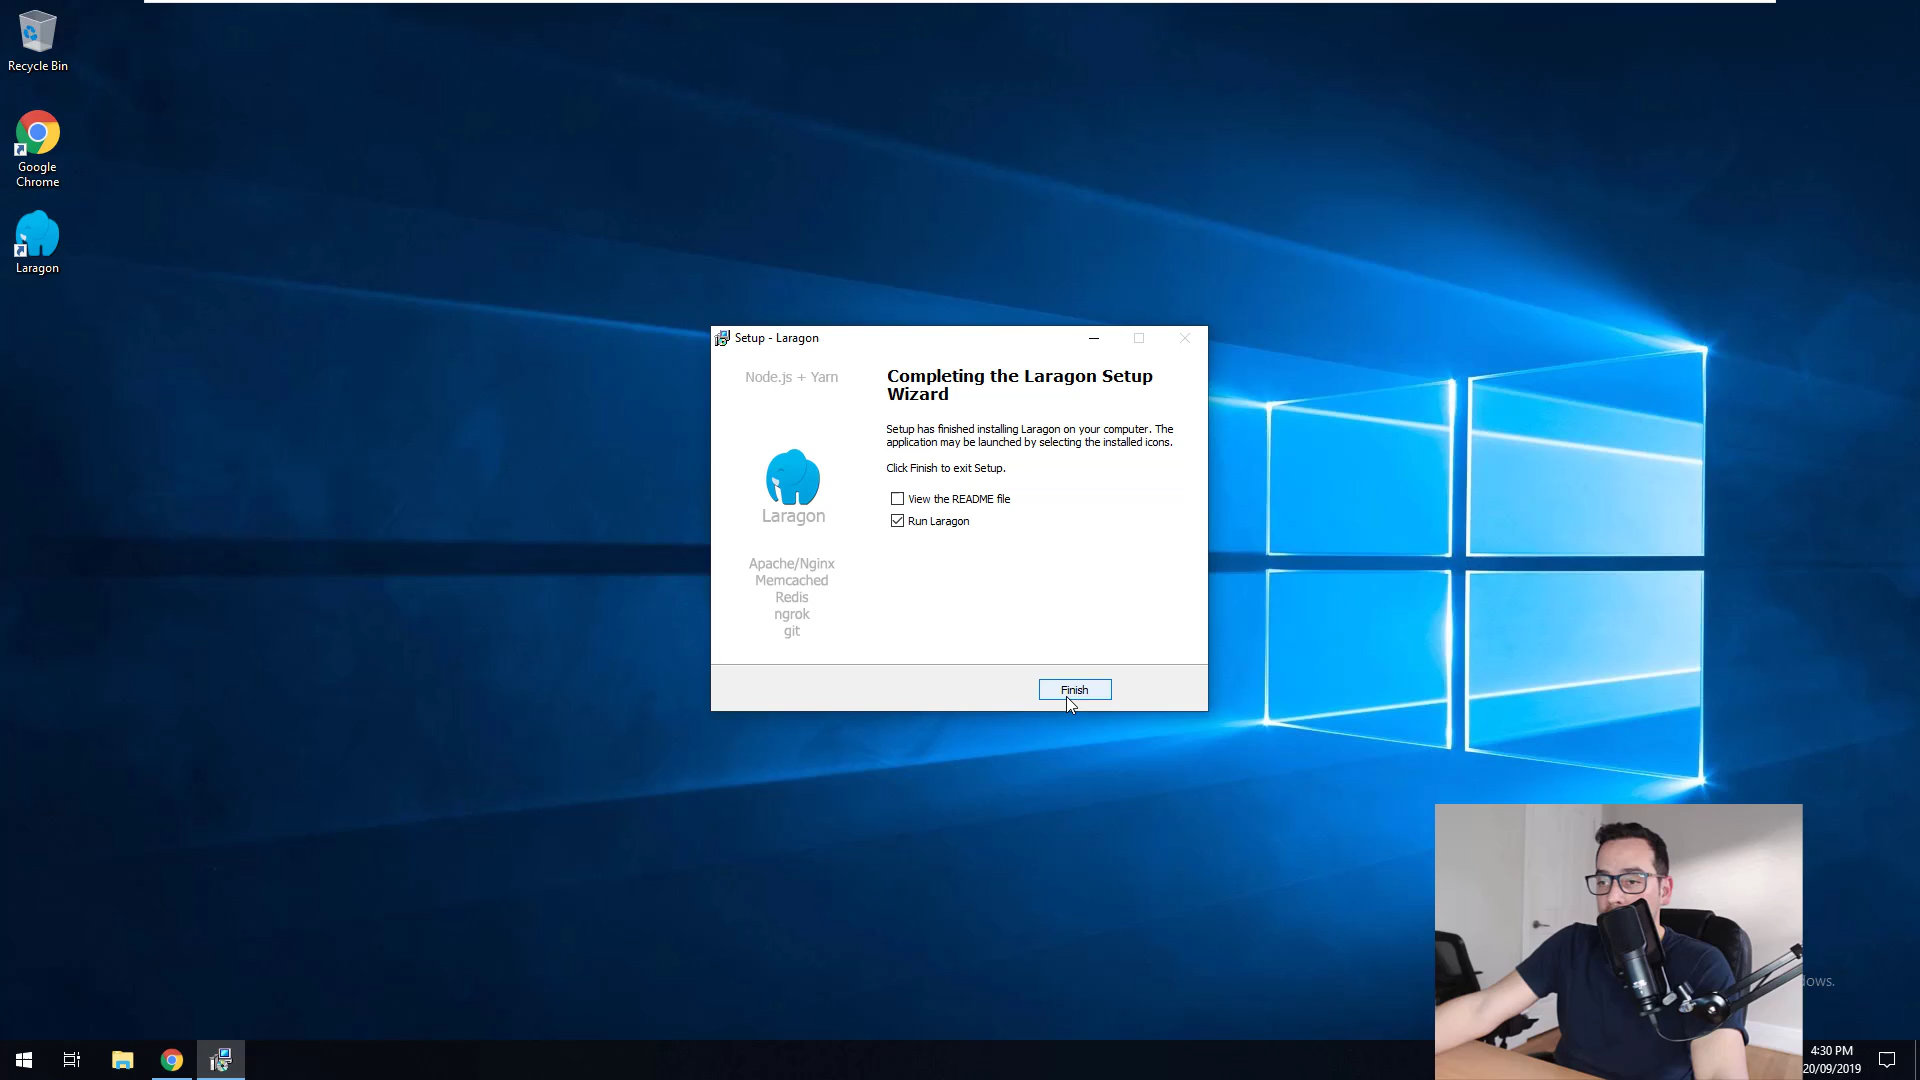 Recycle Bin
Google
Chrome
Laragon
Setup - Laragon
Node.js + Yarn
Laragon
Apache/Nginx
Memcached
Redis
ngrok
git
Completing the Laragon Setup
Wizard
Setup has finished installing Laragon on your computer. The
application may be launched by selecting the installed icons.
Click Finish to exit Setup.
View the README file
Run Laragon
Finish
4:30 PM
20/09/2019